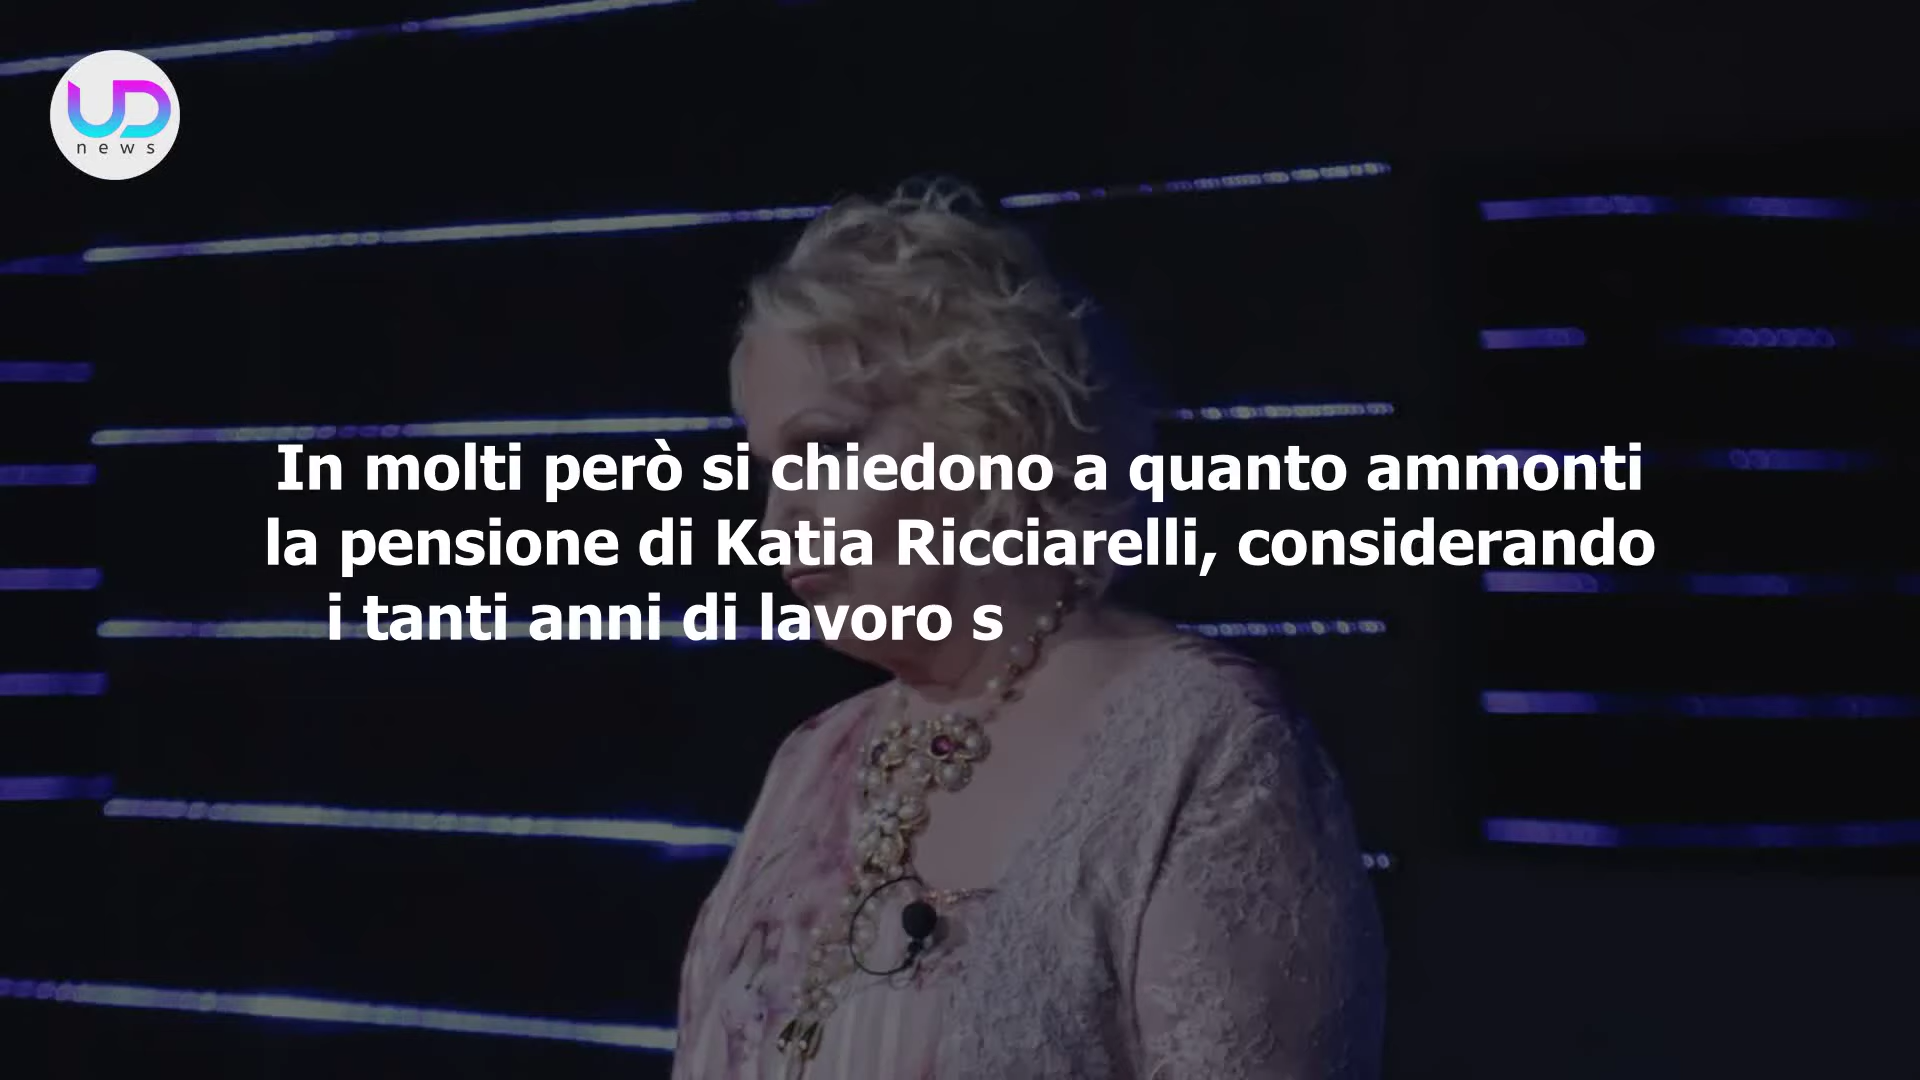 UD
news
In molti però si chiedono a quanto ammonti
la pensione di Katia Ricciarelli, considerando
i tanti anni di lavoro s